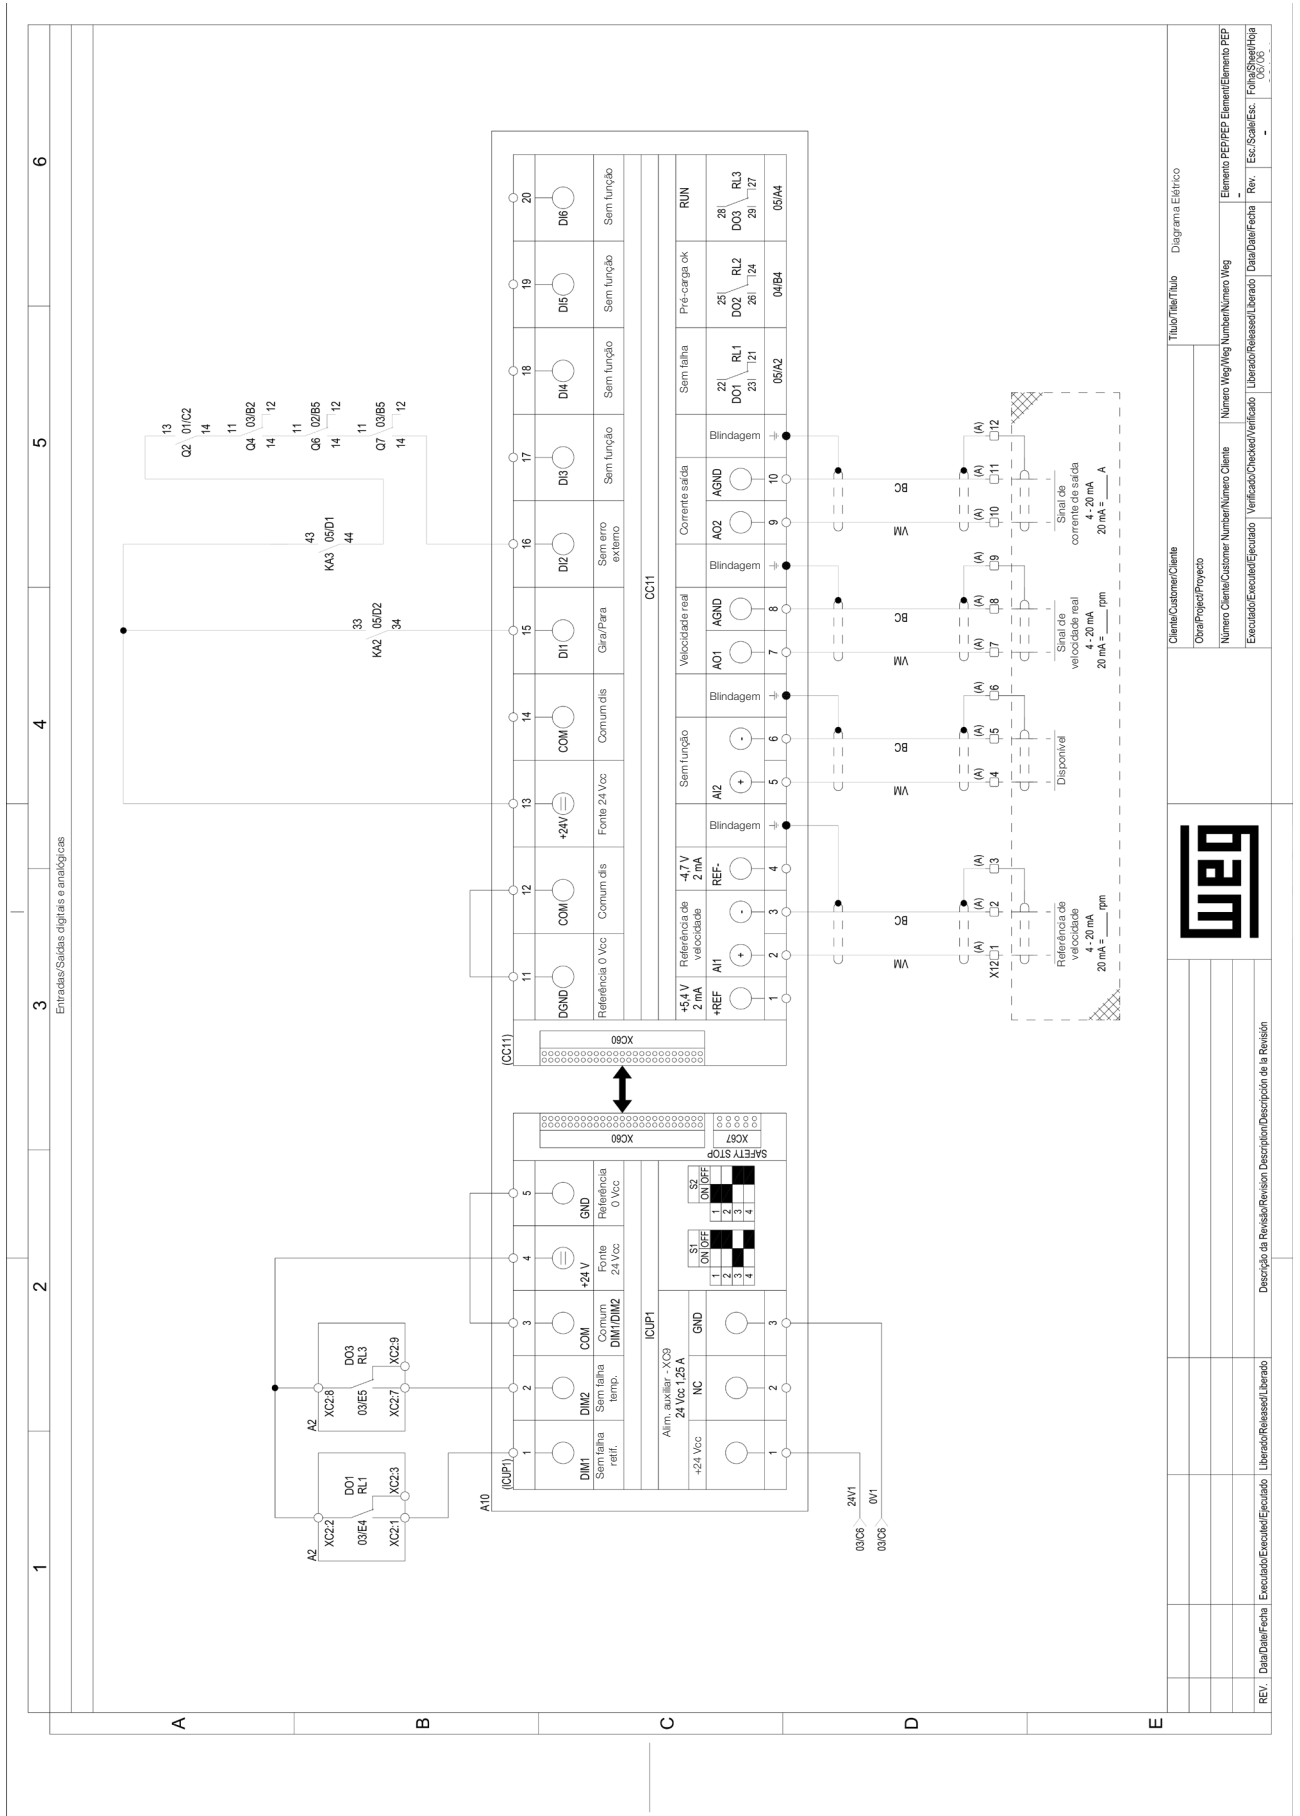 1
2
3
4
5
6
Entradas/Saídas digitais e analógicas
A
B
C
D
E
A2
XC2:2
DO1
RL1
03/E4
XC2:1
XC2:3
A2
XC2:8
DO3
RL3
03/E5
XC2:7
XC2:9
KA2
33
05/D2
34
KA3
43
05/D1
44
13
Q2
01/C2
14
11
Q4
03/B2
14
12
11
Q6
02/B5
14
12
11
Q7
03/B5
14
12
A10
(ICUP1)
1
2
3
4
5
DIM1
DIM2
COM
+24 V
GND
Sem falha
retif.
Sem falha
temp.
Comum
DIM1/DIM2
Fonte
24 Vcc
Referência
0 Vcc
ICUP1
Alim. auxiliar - XC9
24 Vcc 1,25 A
+24 Vcc
NC
GND
1
2
3
S1
ON
OFF
1
2
3
4
S2
ON
OFF
1
2
3
4
XC60
XC67
SAFETY STOP
03/C6
24V1
03/C6
0V1
(CC11)
XC60
11
12
13
14
15
16
17
18
19
20
DGND
COM
+24V
COM
DI1
DI2
DI3
DI4
DI5
DI6
Referência 0 Vcc
Comum dis
Fonte 24 Vcc
Comum dis
Gira/Para
Sem erro
externo
Sem função
Sem função
Sem função
Sem função
CC11
+5,4 V
2 mA
Referência de
velocidade
-4,7 V
2 mA
Sem função
Velocidade real
Corrente saída
Sem falha
Pré-carga ok
RUN
+REF
AI1
+
-
REF-
Blindagem
AI2
+
-
Blindagem
AO1
AGND
Blindagem
AO2
AGND
Blindagem
22
DO1
RL1
23
21
25
DO2
RL2
26
24
28
DO3
RL3
29
27
1
2
3
4
5
6
7
8
9
10
05/A2
04/B4
05/A4
VM
BC
VM
BC
VM
BC
VM
BC
X12
(A)
1
(A)
2
(A)
3
(A)
4
(A)
5
(A)
6
(A)
7
(A)
8
(A)
9
(A)
10
(A)
11
(A)
12
Referência de
velocidade
4 - 20 mA
20 mA = ____ rpm
Disponível
Sinal de
velocidade real
4 - 20 mA
20 mA = ____ rpm
Sinal de
corrente de saída
4 - 20 mA
20 mA = ____ A
REV.
Data/Date/Fecha
Executado/Executed/Ejecutado
Liberado/Released/Liberado
Descrição da Revisão/Revision Description/Descripción de la Revisión
weg
Cliente/Customer/Cliente
Obra/Project/Proyecto
Título/Title/Título
Diagrama Elétrico
Número Cliente/Customer Number/Número Cliente
Número Weg/Weg Number/Número Weg
Elemento PEP/PEP Element/Elemento PEP
-
Executado/Executed/Ejecutado
Verificado/Checked/Verificado
Liberado/Released/Liberado
Data/Date/Fecha
Rev.
Esc./Scale/Esc.
-
Folha/Sheet/Hoja
06/06